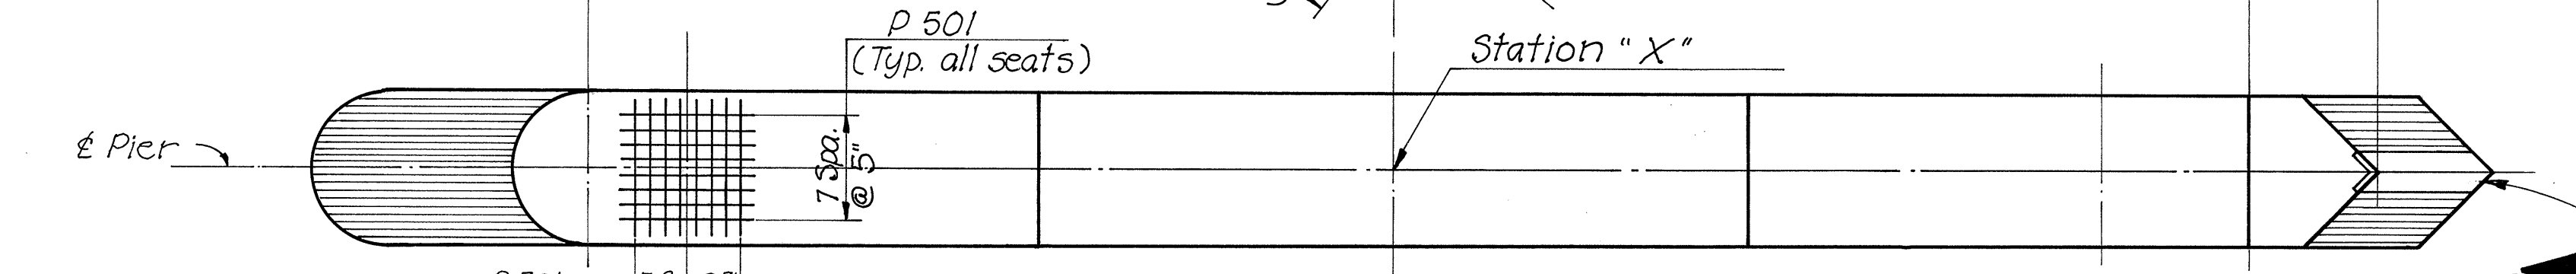 P 501
(Typ. all seats)
Station "X"
℄ Pier
7 Spa.
@ 5"